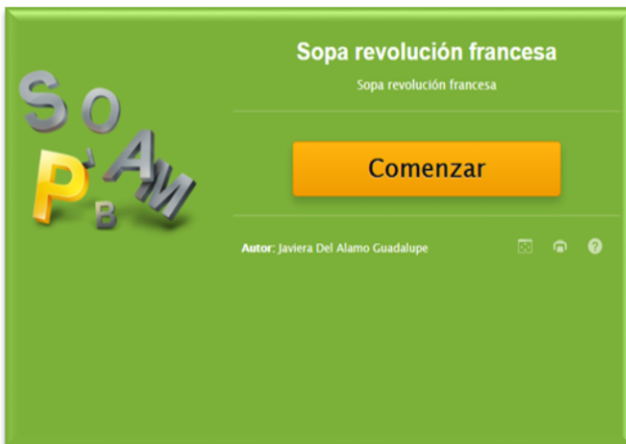 S O
P I A M
B
Sopa revolución francesa
Sopa revolución francesa
Comenzar
Autor: Javiera Del Alamo Guadalupe
?